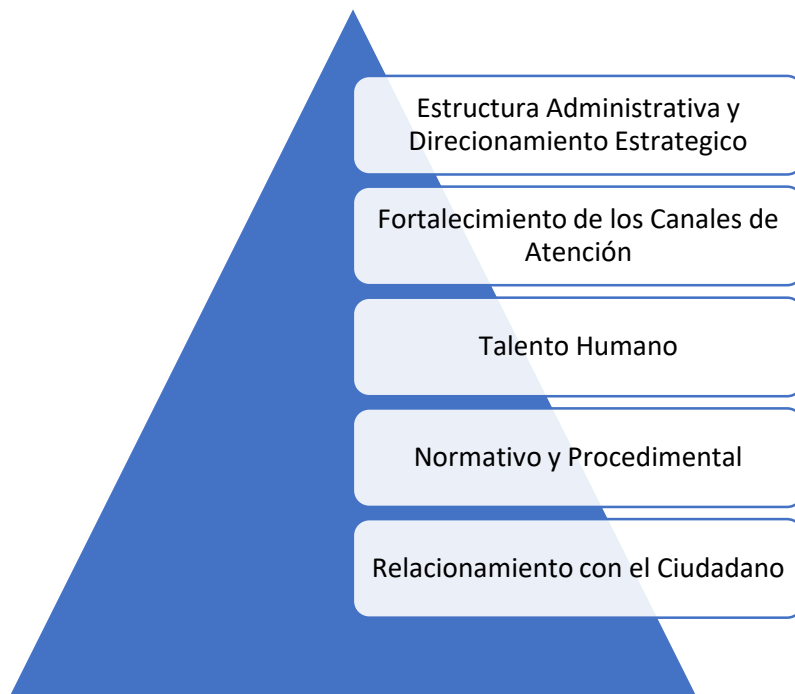 Estructura Administrativa y
Direcionamiento Estrategico
Fortalecimiento de los Canales de
Atención
Talento Humano
Normativo y Procedimental
Relacionamiento con el Ciudadano